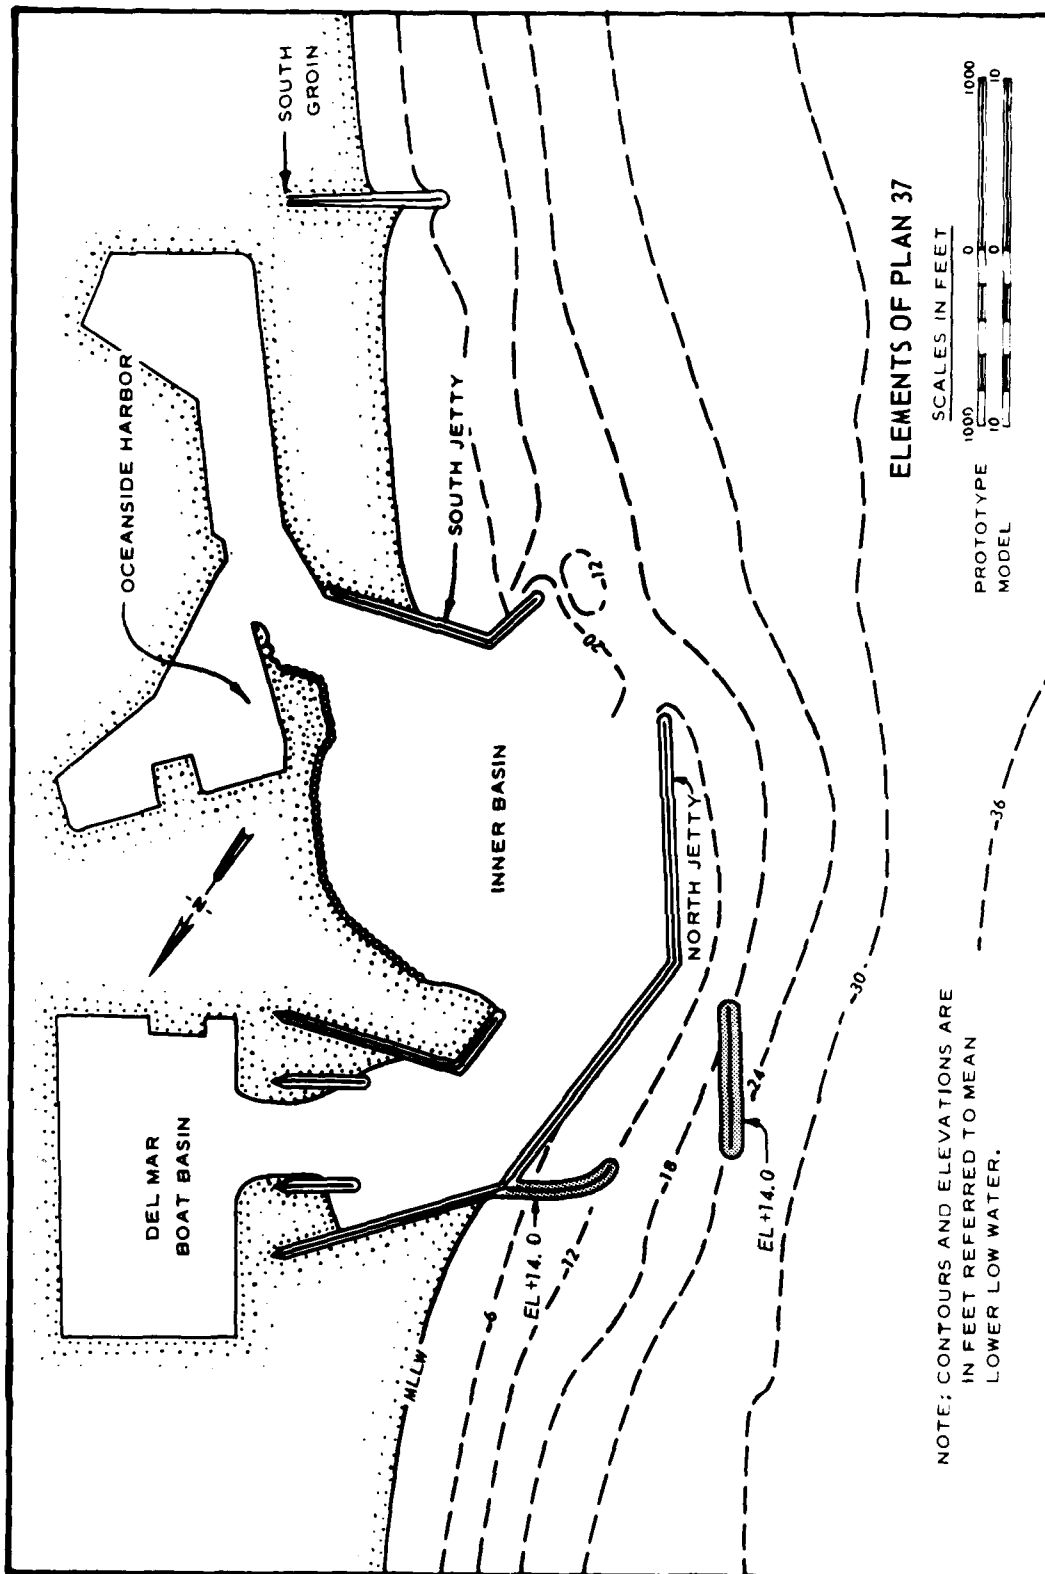 SOUTH
GROIN
OCEANSIDE HARBOR
SOUTH JETTY
N
INNER BASIN
NORTH JETTY
DEL MAR
BOAT BASIN
MLLW
-6
-12
-18
-24
-30
-36
-20
-12
EL +14.0
EL +14.0
ELEMENTS OF PLAN 37
SCALES IN FEET
PROTOTYPE 1000 0 1000
MODEL 10 0 10
NOTE: CONTOURS AND ELEVATIONS ARE
IN FEET REFERRED TO MEAN
LOWER LOW WATER.